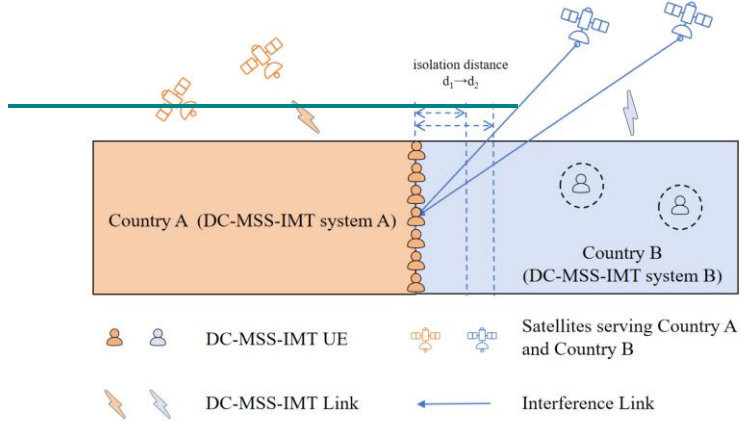 isolation distance
d₁→d₂
Country A (DC-MSS-IMT system A)
Country B
(DC-MSS-IMT system B)
DC-MSS-IMT UE
Satellites serving Country A
and Country B
DC-MSS-IMT Link
Interference Link